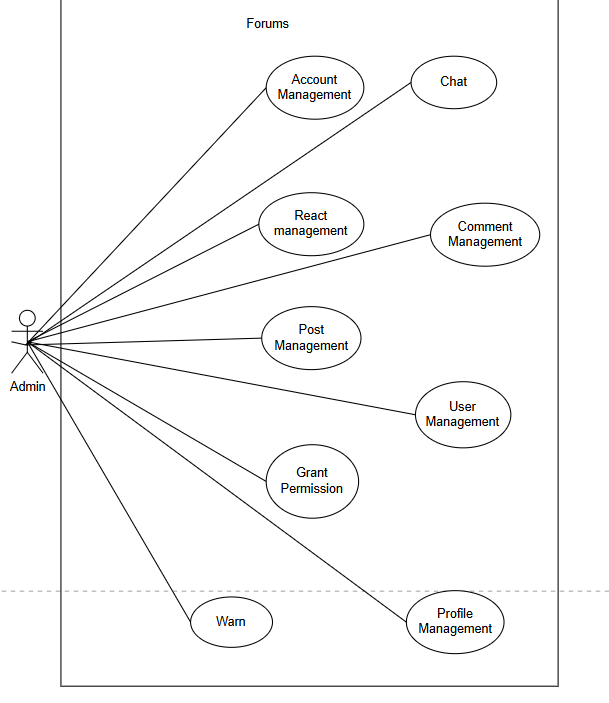 Forums
Account
Management
Chat
React
management
Comment
Management
Post
Management
Admin
User
Management
Grant
Permission
Warn
Profile
Management